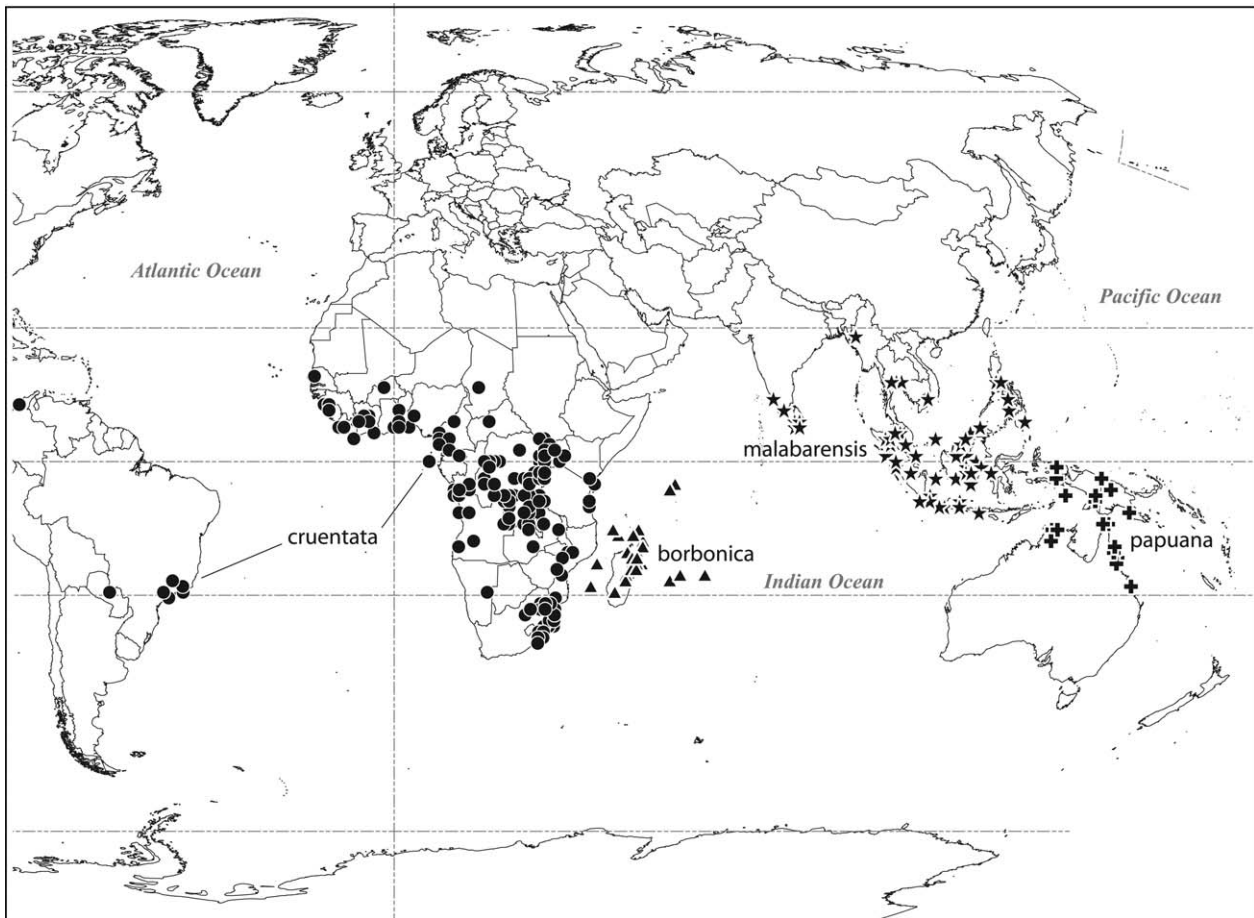 Atlantic Ocean
Pacific Ocean
malabarensis
cruentata
borbonica
papuana
Indian Ocean